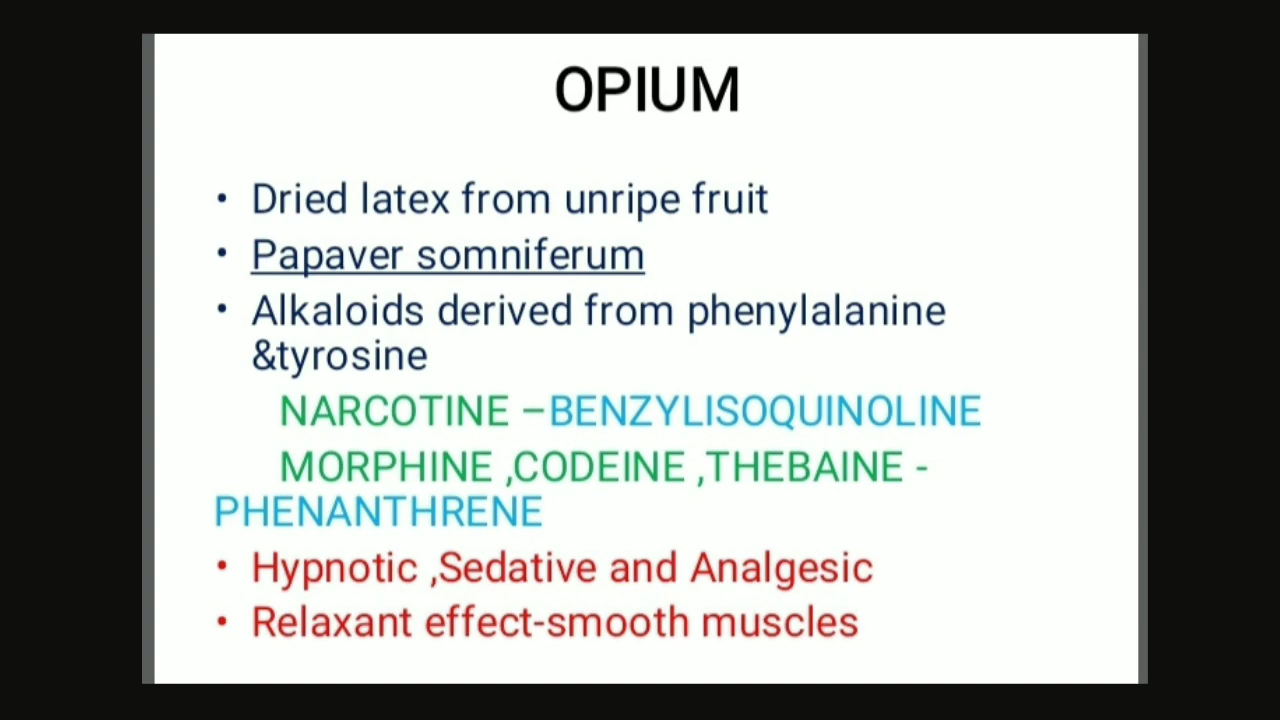 OPIUM
• Dried latex from unripe fruit
• Papaver somniferum
• Alkaloids derived from phenylalanine
&tyrosine
NARCOTINE –BENZYLISOQUINOLINE
MORPHINE ,CODEINE ,THEBAINE -
PHENANTHRENE
• Hypnotic ,Sedative and Analgesic
• Relaxant effect-smooth muscles